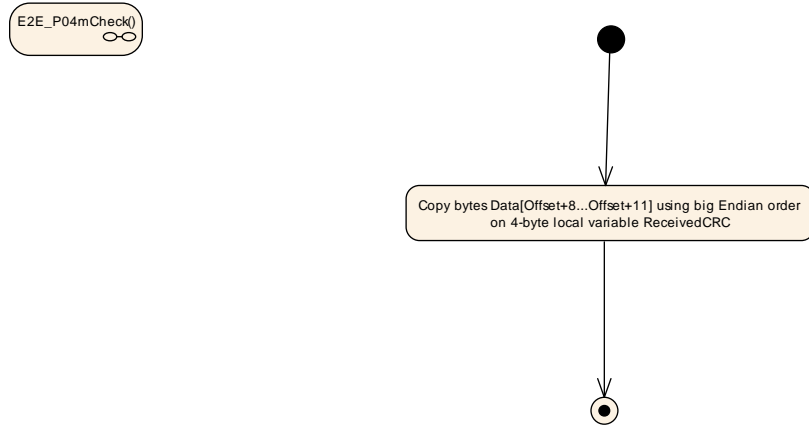 E2E_P04mCheck()
Copy bytes Data[Offset+8...Offset+11] using big Endian order
on 4-byte local variable ReceivedCRC